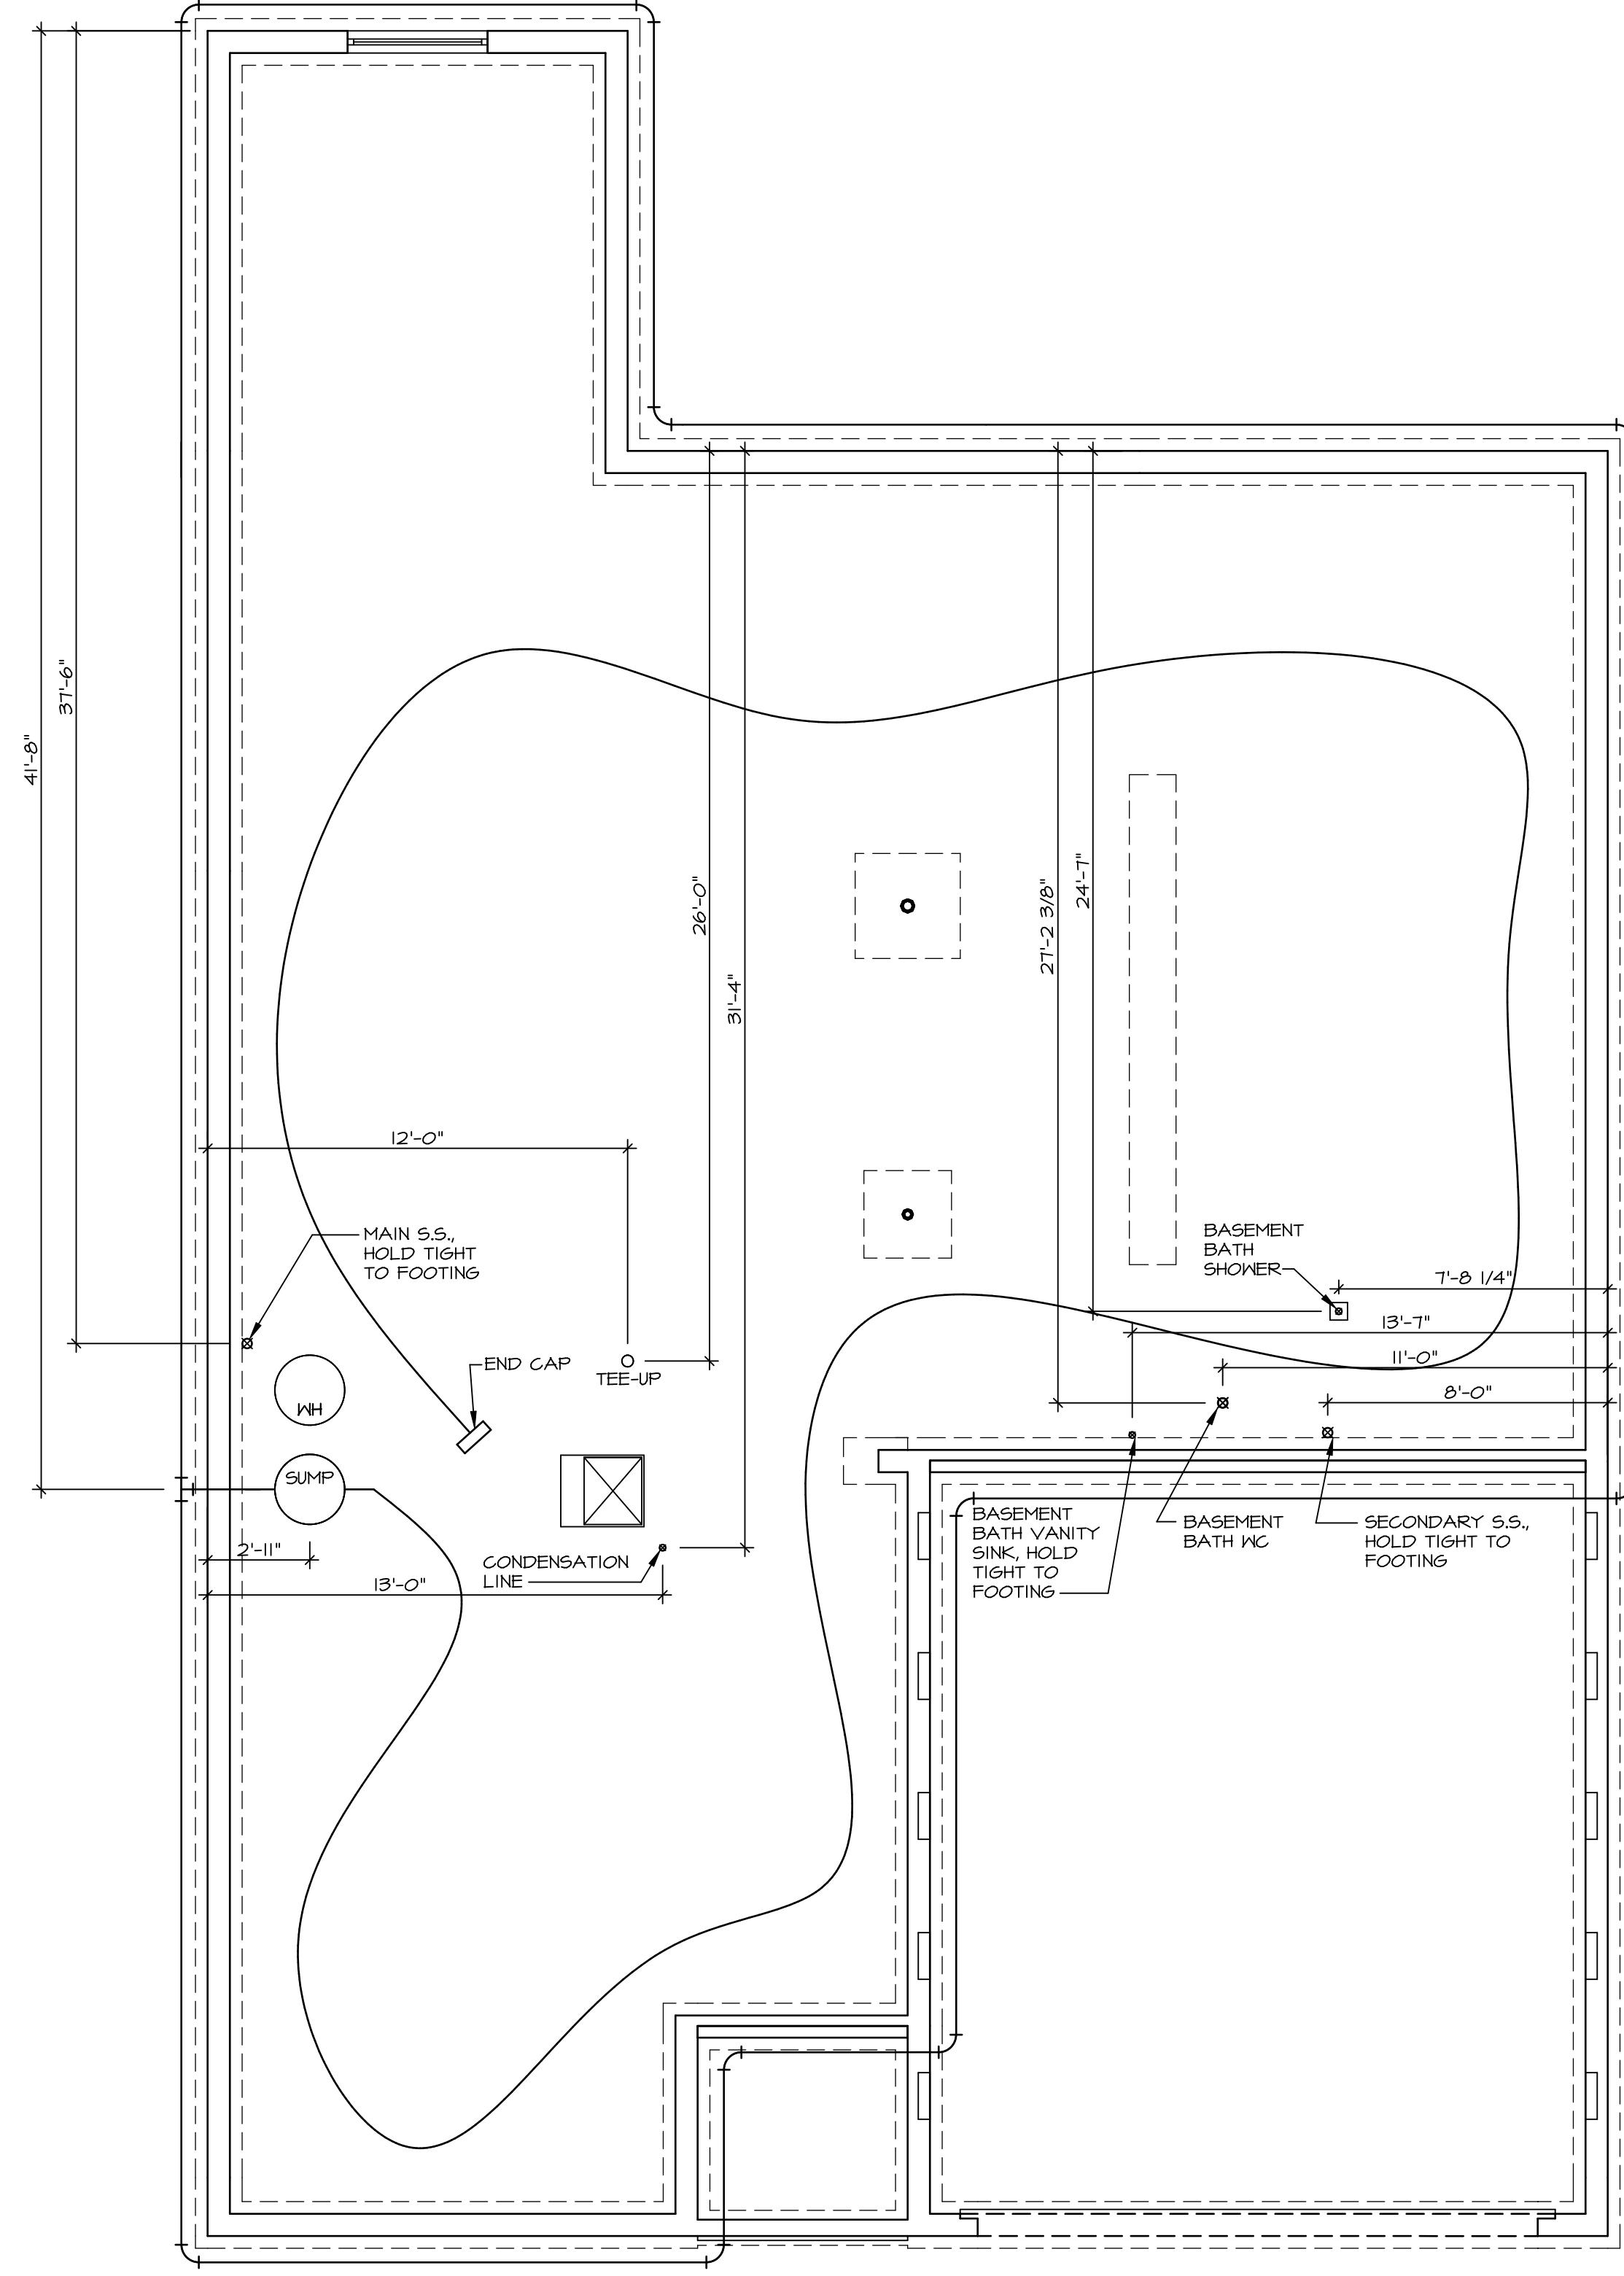 37'-6"
41'-8"
26'-0"
24'-7"
27'-2 3/8"
31'-4"
12'-0"
MAIN S.S.,
HOLD TIGHT
TO FOOTING
BASEMENT
BATH
SHOWER
7'-8 1/4"
13'-7"
11'-0"
8'-0"
END CAP
TEE-UP
WH
SUMP
2'-11"
13'-0"
CONDENSATION
LINE
BASEMENT
BATH VANITY
SINK, HOLD
TIGHT TO
FOOTING
BASEMENT
BATH WC
SECONDARY S.S.,
HOLD TIGHT TO
FOOTING